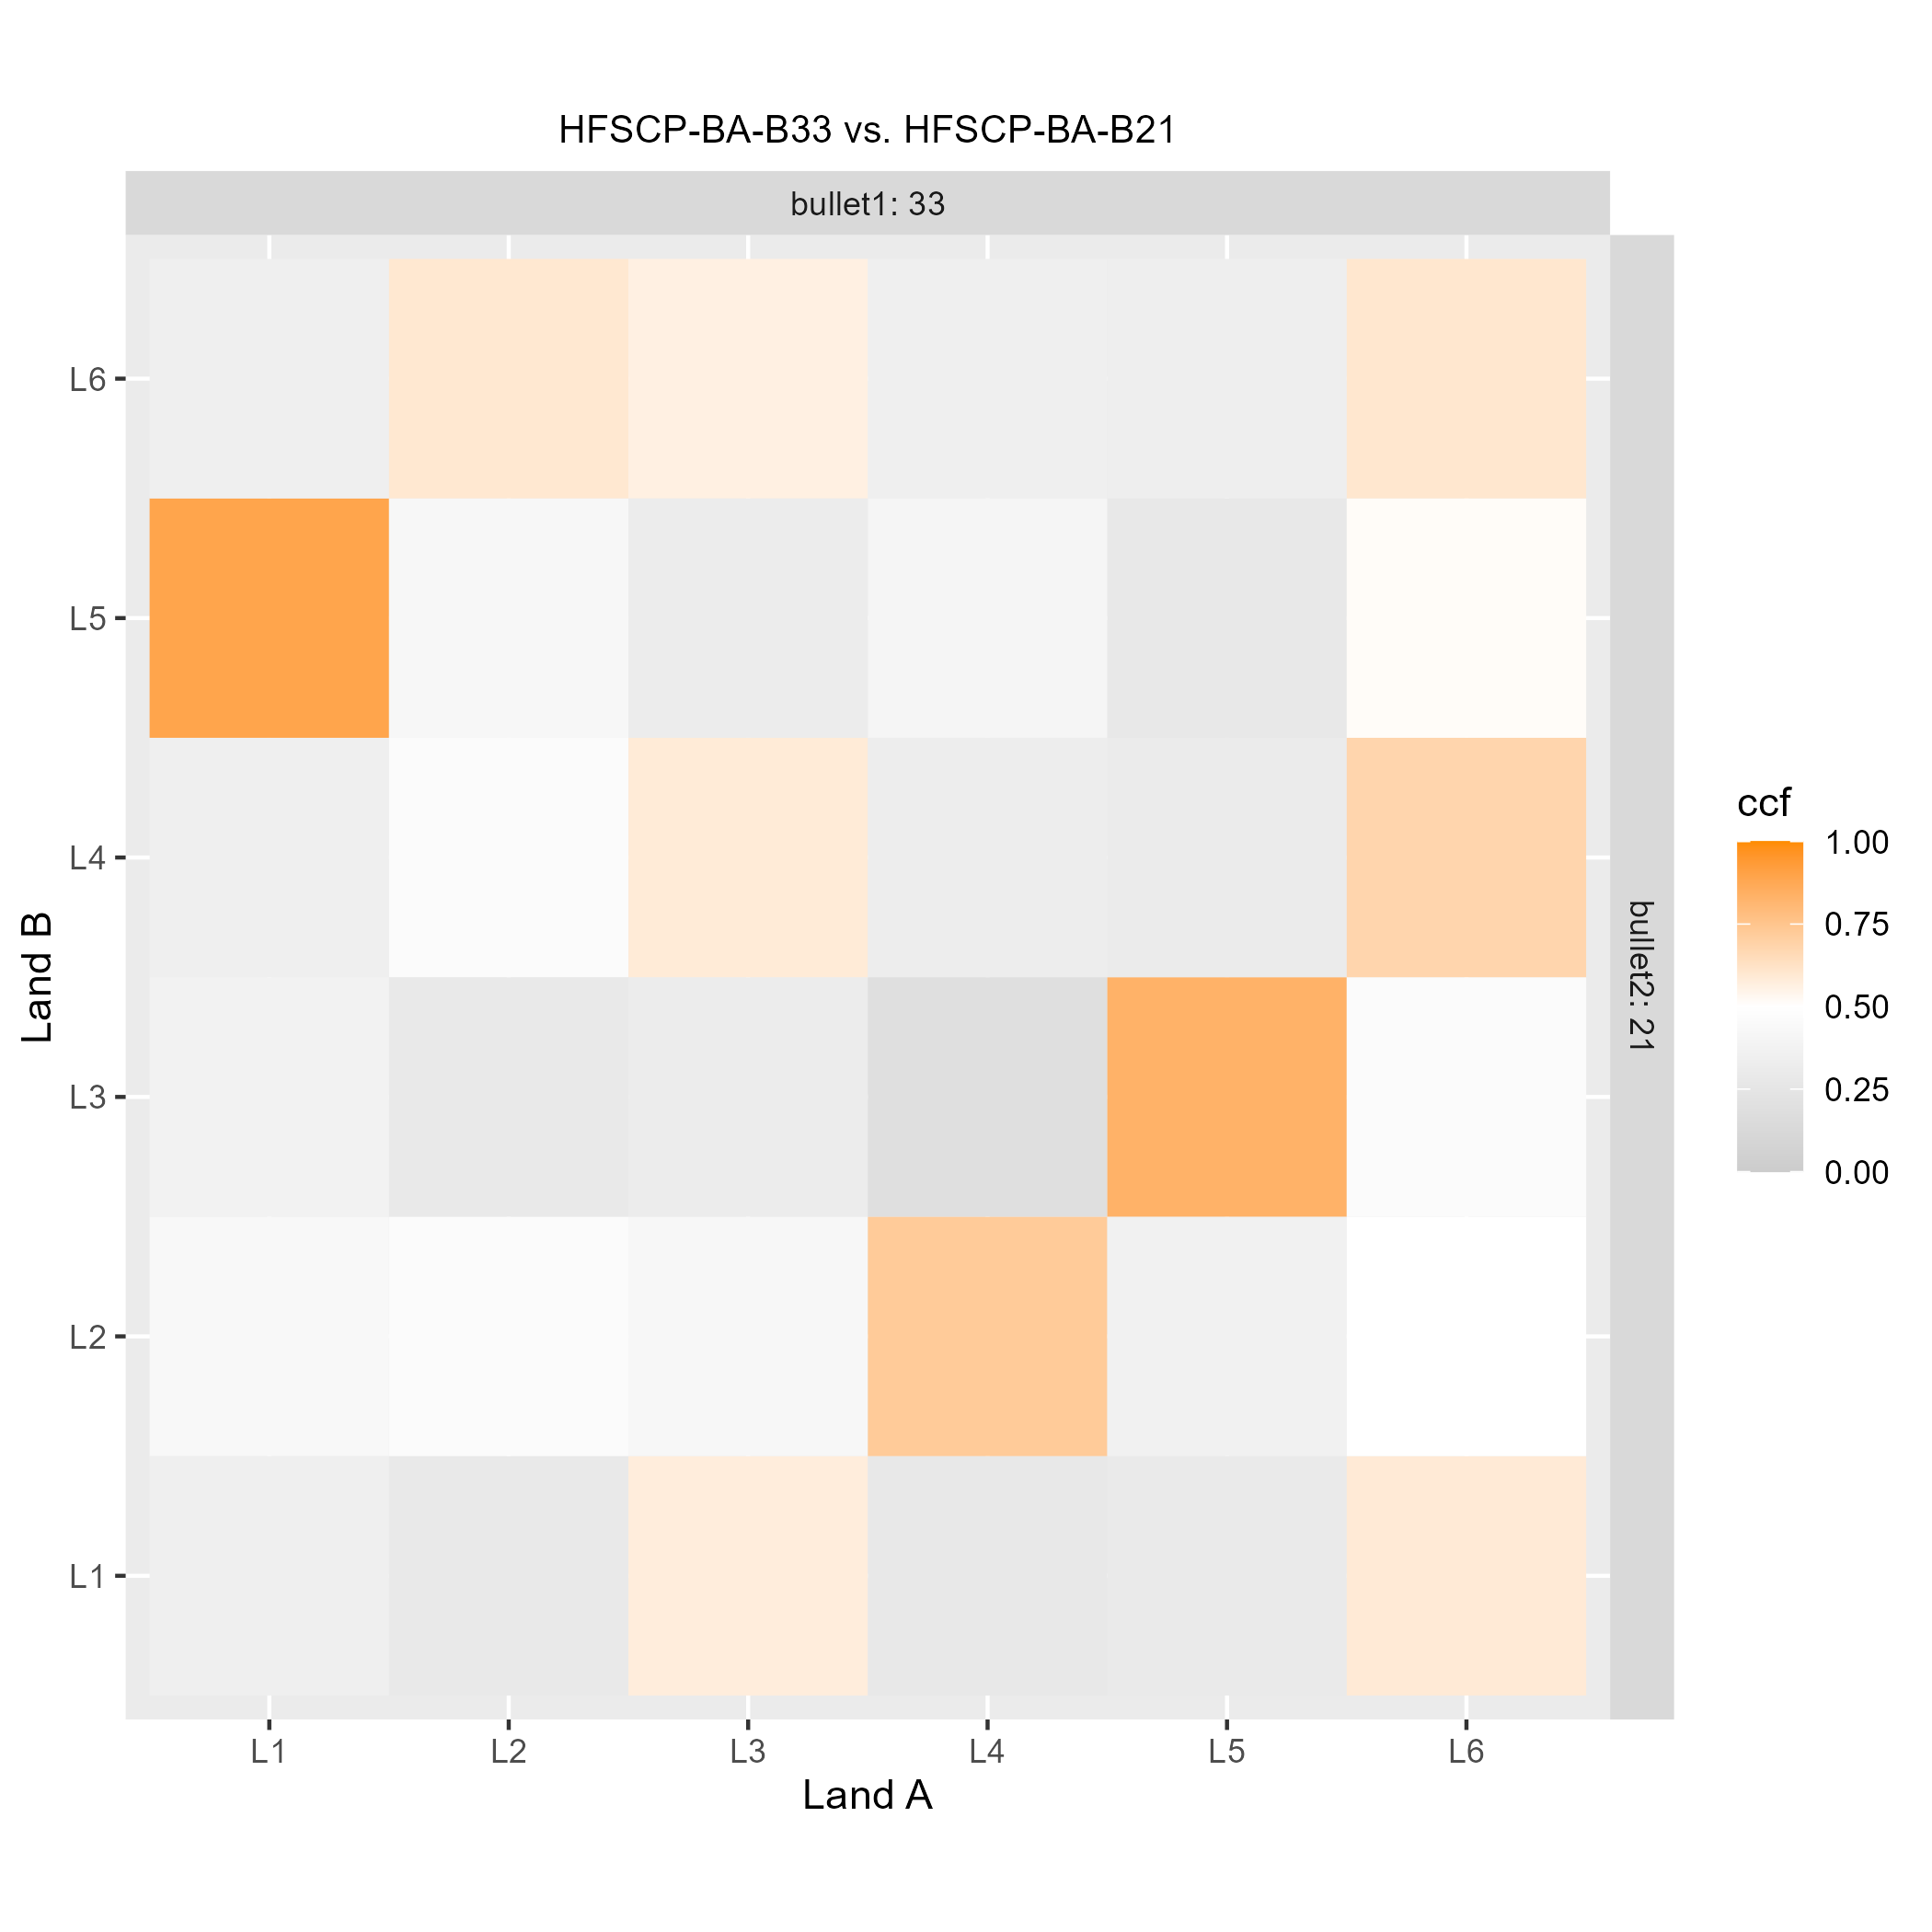 HFSCP-BA-B33 vs. HFSCP-BA-B21
bullet1: 33
L6
L5
L4
L3
L2
L1
Land B
bullet2: 21
L1 L2 L3 L4 L5 L6
Land A
ccf
1.00
0.75
0.50
0.25
0.00